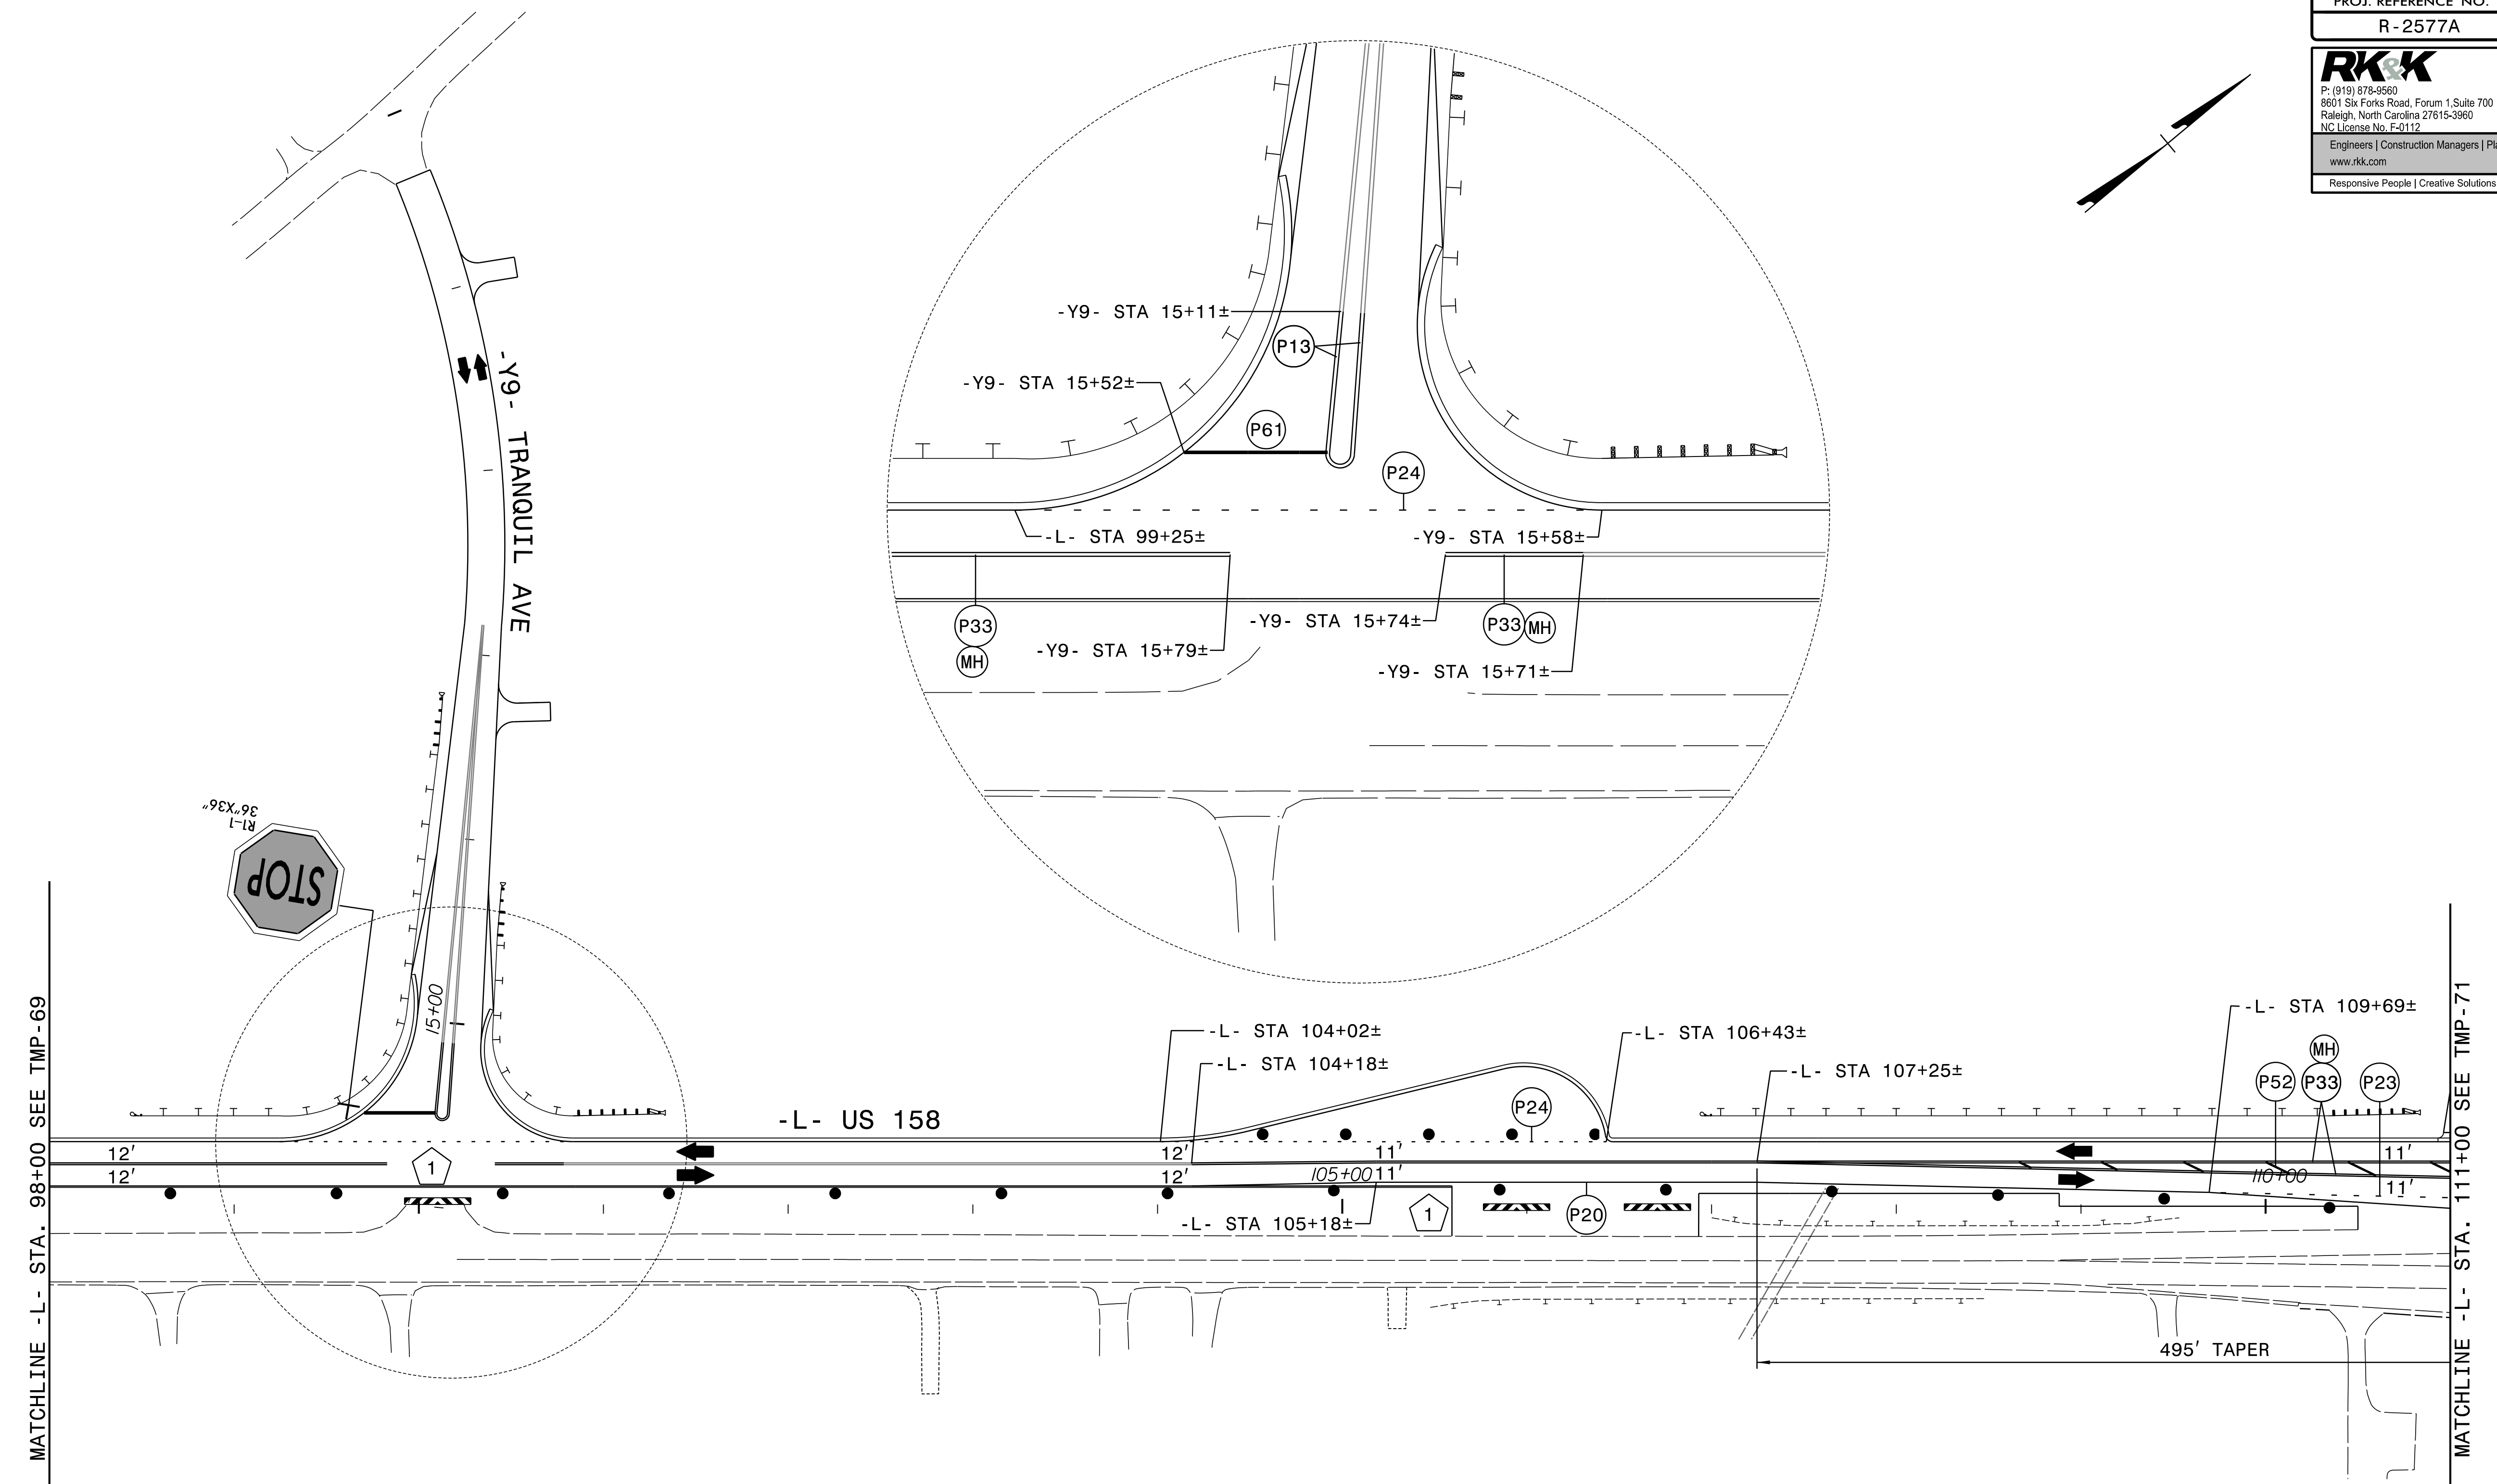 PROJ. REFERENCE NO.
R-2577A
RK&K
P: (919) 878-9560
8601 Six Forks Road, Forum 1,Suite 700
Raleigh, North Carolina 27615-3960
NC License No. F-0112
Engineers | Construction Managers |
www.rkk.com
Responsive People | Creative Solutions
-Y9- STA 15+11±
P13
-Y9- STA 15+52±
P61
P24
-L- STA 99+25±
-Y9- STA 15+58±
P33
MH
-Y9- STA 15+79±
-Y9- STA 15+74±
P33
MH
-Y9- STA 15+71±
-Y9- TRANQUIL AVE
R1-1
36"X36"
STOP
15+00
MATCHLINE -L- STA. 98+00 SEE TMP-69
12'
12'
1
-L- US 158
-L- STA 104+02±
-L- STA 104+18±
12'
12'
11'
105+00
11'
-L- STA 105+18±
1
P24
P20
-L- STA 106+43±
-L- STA 107+25±
-L- STA 109+69±
MH
P52
P33
P23
11'
110+00
11'
495' TAPER
MATCHLINE -L- STA. 111+00 SEE TMP-71